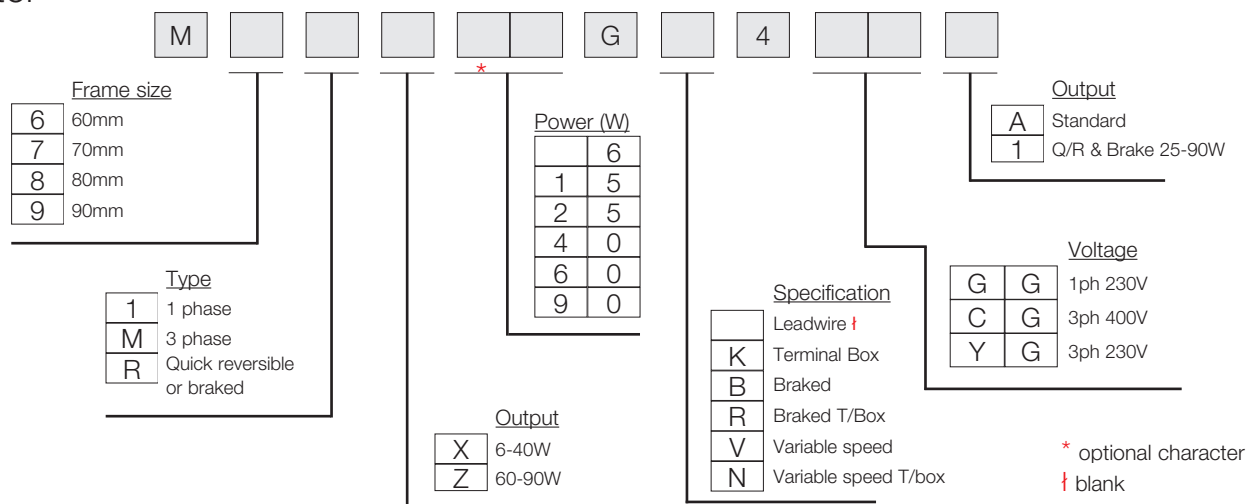 M G 4
*
Frame size
6 60mm
7 70mm
8 80mm
9 90mm
Type
1 1 phase
M 3 phase
R Quick reversible
or braked
Output
X 6-40W
Z 60-90W
Power (W)
6
1 5
2 5
4 0
6 0
9 0
Specification
Leadwire ƚ
K Terminal Box
B Braked
R Braked T/Box
V Variable speed
N Variable speed T/box
Output
A Standard
1 Q/R & Brake 25-90W
Voltage
G G 1ph 230V
C G 3ph 400V
Y G 3ph 230V
* optional character
ƚ blank